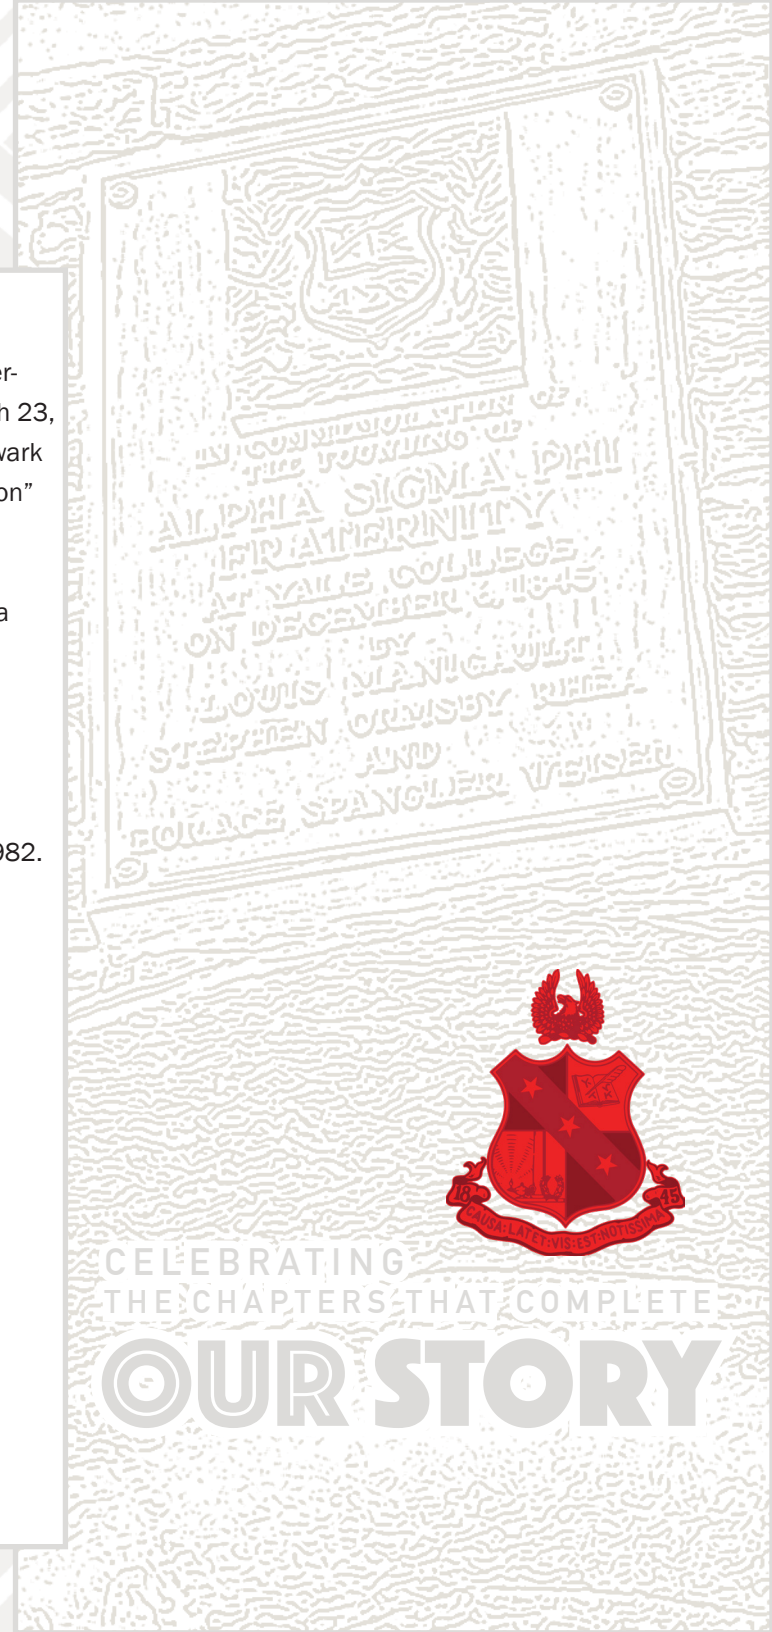 er-
h 23,
wark
on”
a
982.
IN COMMEMORATION OF
THE FOUNDING OF
ALPHA SIGMA PHI
FRATERNITY
AT YALE COLLEGE
ON DECEMBER 6, 1845
BY
LOUIS MANIGAULT
STEPHEN ORMSBY RHEA
AND
HORACE SPANGLER WEISER
18 45
CAUSA:LATET:VIS:EST:NOTISSIMA
CELEBRATING
THE CHAPTERS THAT COMPLETE
OUR STORY